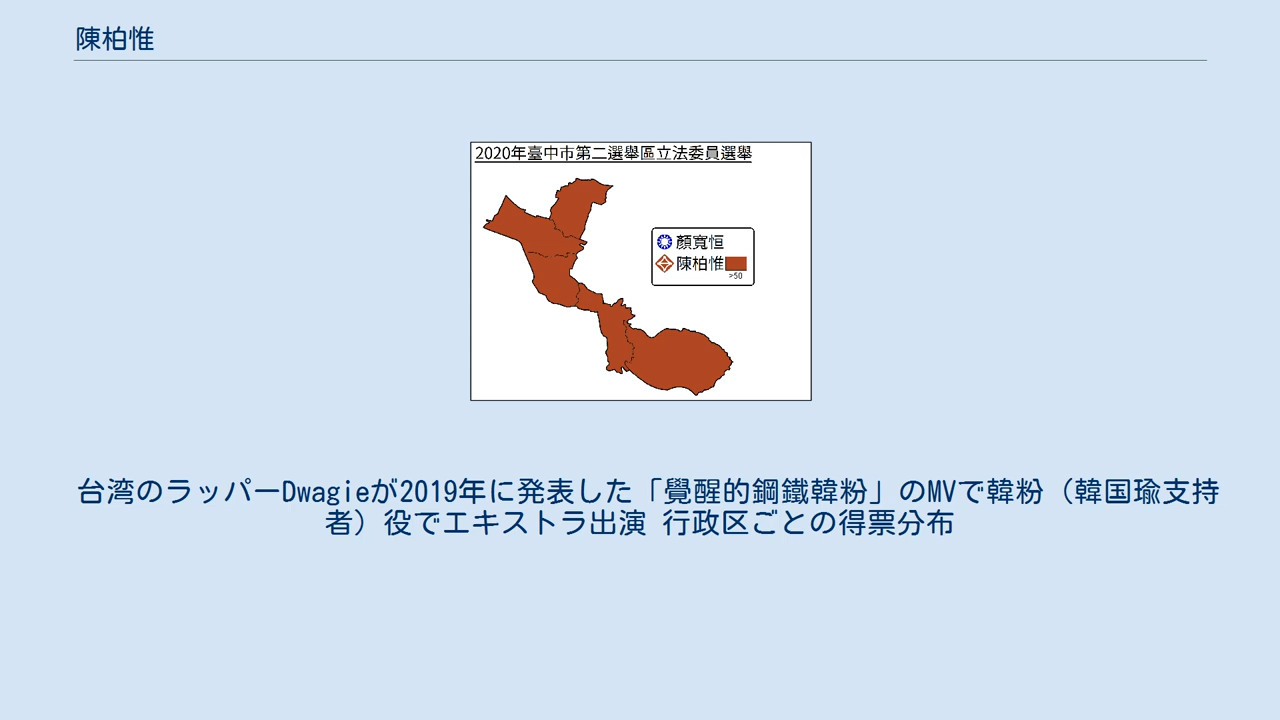 陳柏惟
2020年臺中市第二選舉區立法委員選舉
顏寬恒
陳柏惟
>50
台湾のラッパーDwagieが2019年に発表した「覺醒的鋼鐵韓粉」のMVで韓粉（韓国瑜支持
者）役でエキストラ出演 行政区ごとの得票分布